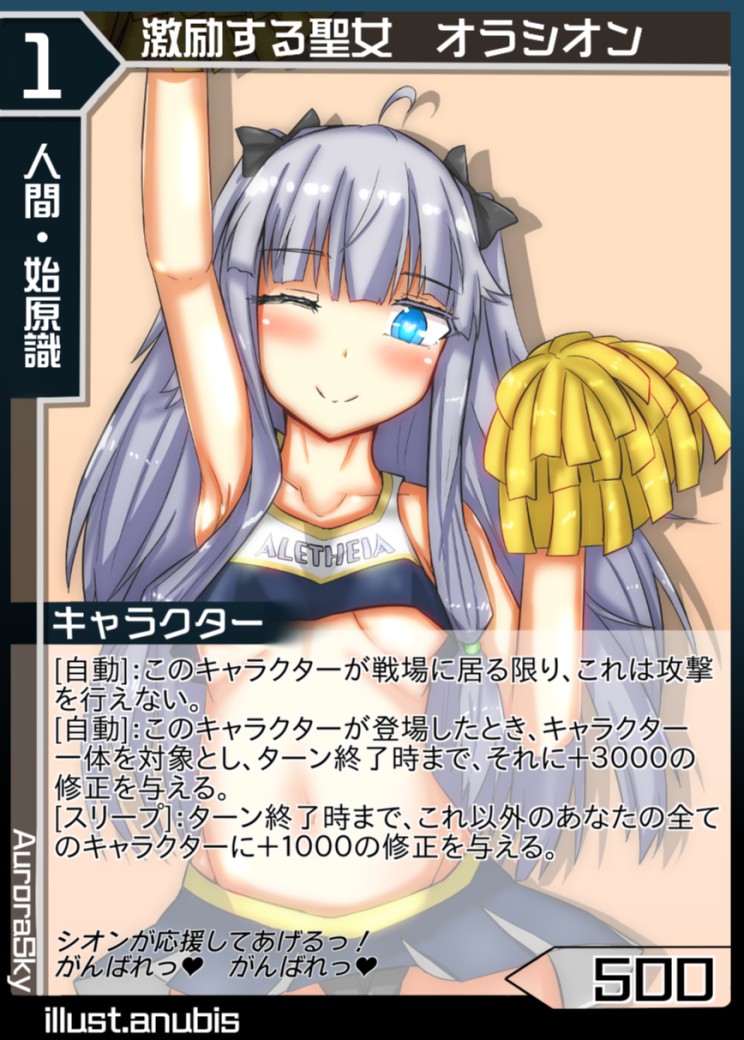 1
激励する聖女　オラシオン
人間・始原識
ALETHEIA
キャラクター
[自動]:このキャラクターが戦場に居る限り、これは攻撃
を行えない。
[自動]:このキャラクターが登場したとき、キャラクター
一体を対象とし、ターン終了時まで、それに+3000の
修正を与える。
[スリープ]:ターン終了時まで、これ以外のあなたの全て
のキャラクターに+1000の修正を与える。
シオンが応援してあげるっ！
がんばれっ♥　がんばれっ♥
AuroraSky
500
illust.anubis